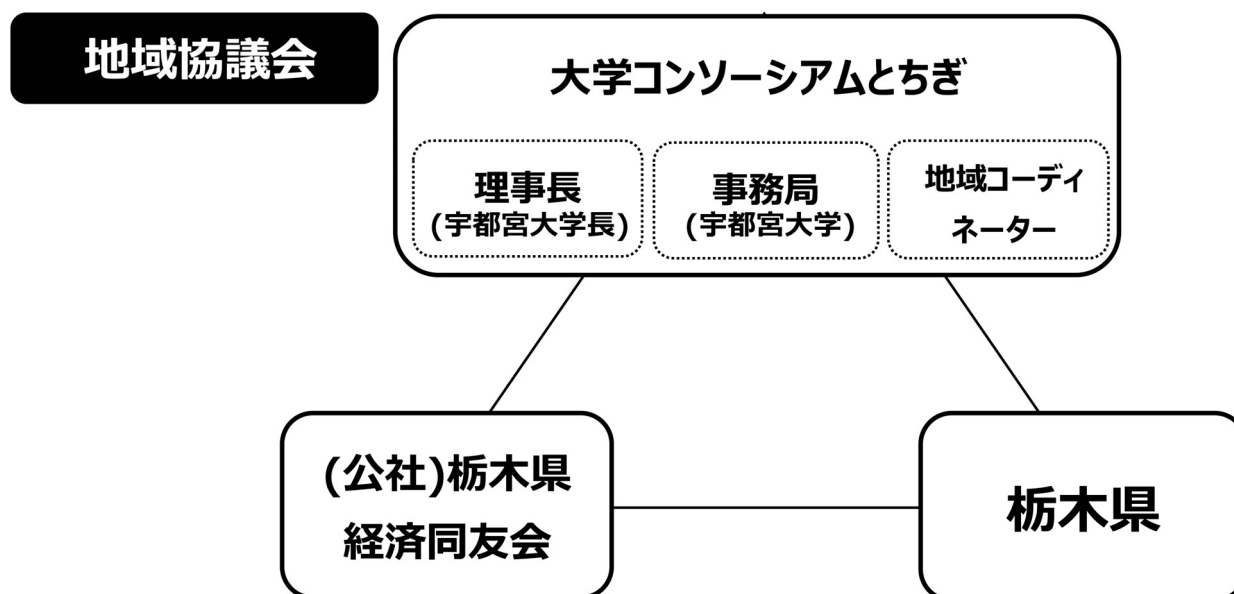 地域協議会
大学コンソーシアムとちぎ
理事長
(宇都宮大学長)
事務局
(宇都宮大学)
地域コーディ
ネーター
(公社)栃木県
経済同友会
栃木県